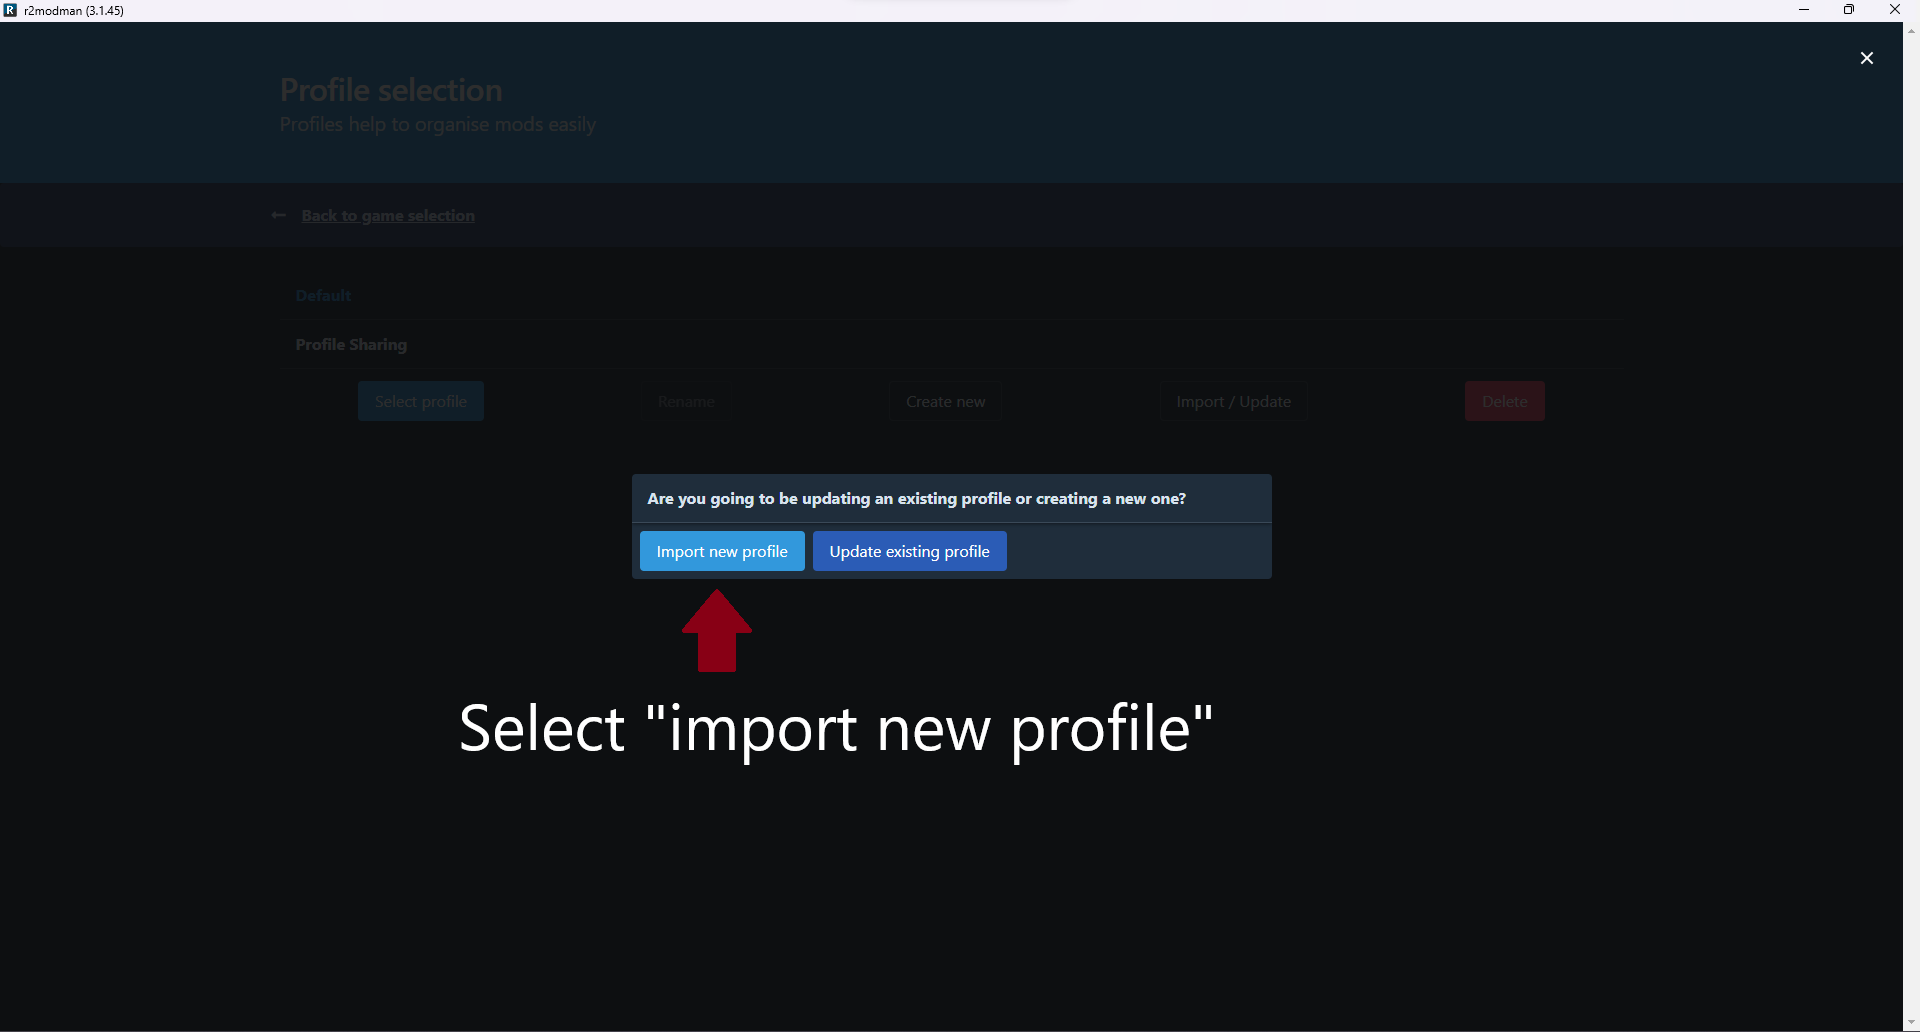 r2modman (3.1.45)
Profile selection
Profiles help to organise mods easily
Back to game selection
Default
Profile Sharing
Select profile
Rename
Create new
Import / Update
Delete
Are you going to be updating an existing profile or creating a new one?
Import new profile
Update existing profile
Select "import new profile"